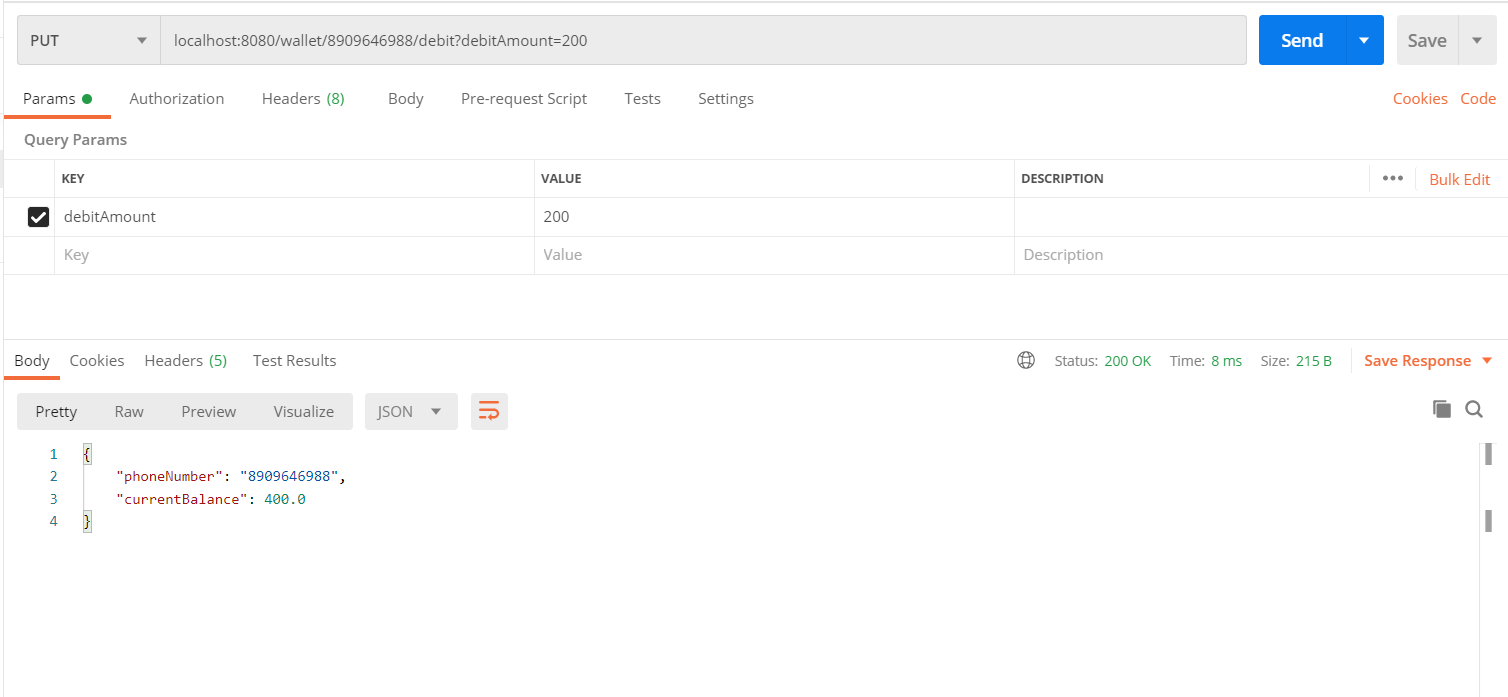 PUT localhost:8080/wallet/8909646988/debit?debitAmount=200 Send Save
Params Authorization Headers (8) Body Pre-request Script Tests Settings Cookies Code
Query Params
KEY VALUE DESCRIPTION ••• Bulk Edit
debitAmount 200
Key Value Description
Body Cookies Headers (5) Test Results Status: 200 OK Time: 8 ms Size: 215 B Save Response
Pretty Raw Preview Visualize JSON
1 {
2 "phoneNumber": "8909646988",
3 "currentBalance": 400.0
4 }